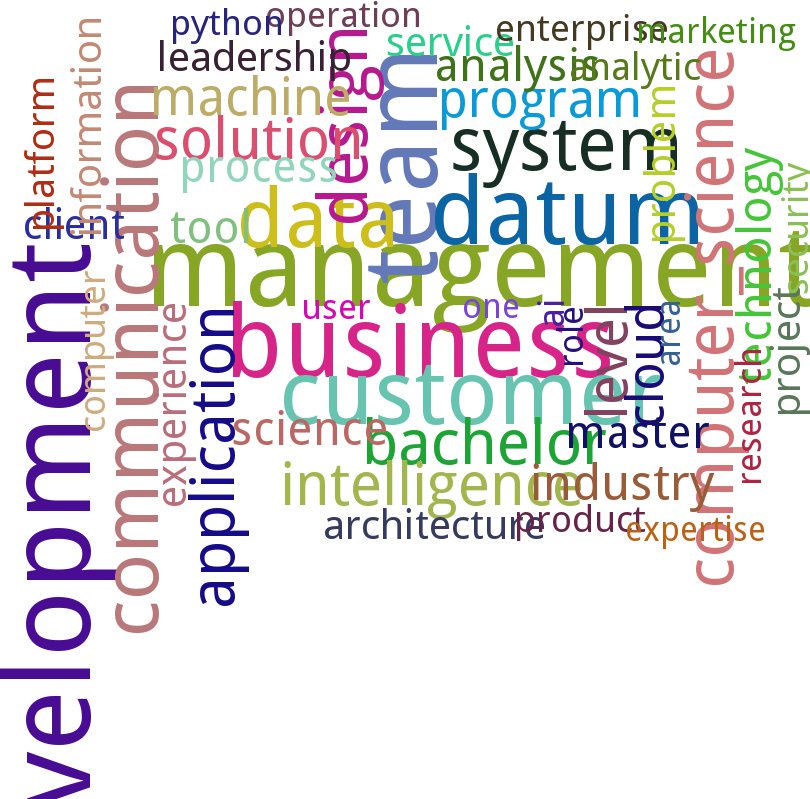 python
operation
enterprise
marketing
leadership
service
analysis
analytic
design
team
machine
program
information
platform
solution
system
problem
computer science
process
technology
security
client
tool
data
datum
communication
management
velopment
computer
experience
user
one
ai
role
area
project
business
application
level
cloud
customer
research
science
bachelor
master
intelligence
industry
architecture
product
expertise